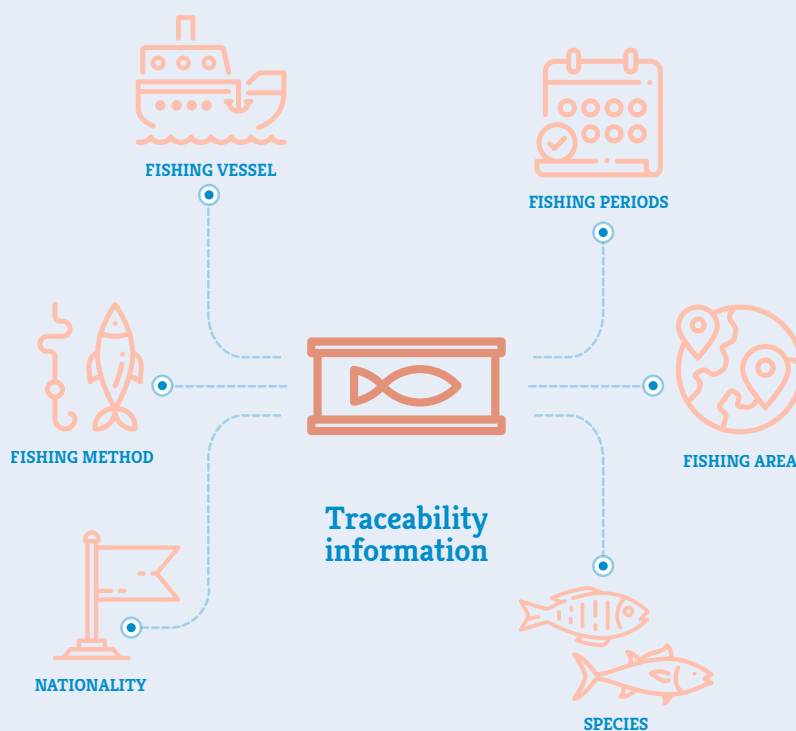 FISHING VESSEL
FISHING PERIODS
FISHING METHOD
FISHING AREA
Traceability
information
NATIONALITY
SPECIES